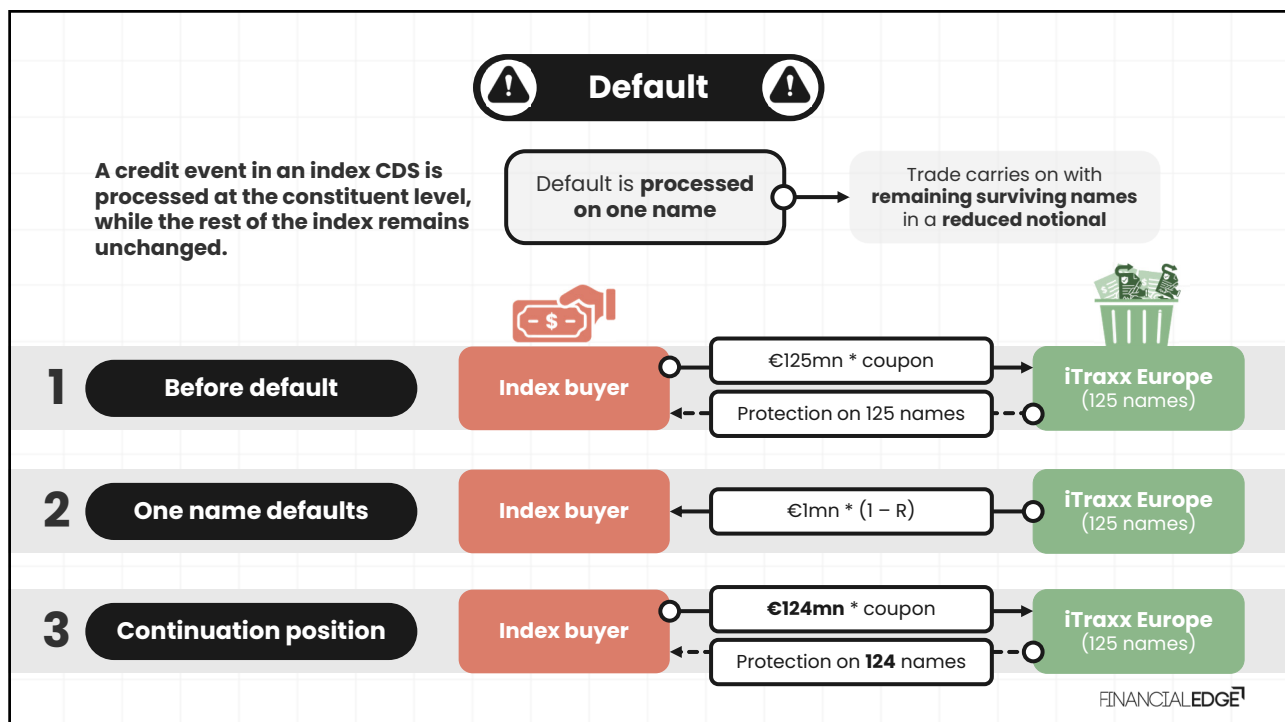 Default
A credit event in an index CDS is
processed at the constituent level,
while the rest of the index remains
unchanged.
Default is processed
on one name
Trade carries on with
remaining surviving names
in a reduced notional
- $ -
1
Before default
Index buyer
€125mn * coupon
Protection on 125 names
iTraxx Europe
(125 names)
2
One name defaults
Index buyer
€1mn * (1 – R)
iTraxx Europe
(125 names)
3
Continuation position
Index buyer
€124mn * coupon
Protection on 124 names
iTraxx Europe
(125 names)
FINANCIALEDGE